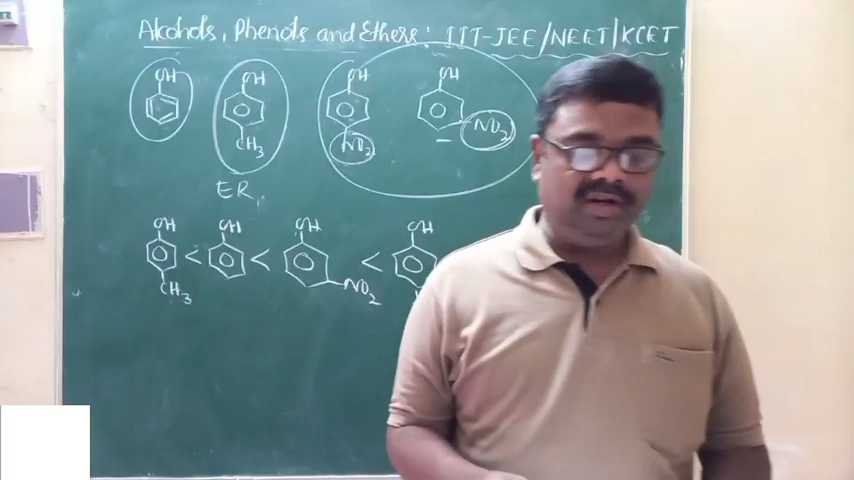 Alcohols, Phenols and Ethers: IIT-JEE/NEET/KCET
OH OH OH OH
NO2
CH3 NO2
ER,
OH OH OH OH
< < <
CH3 NO2